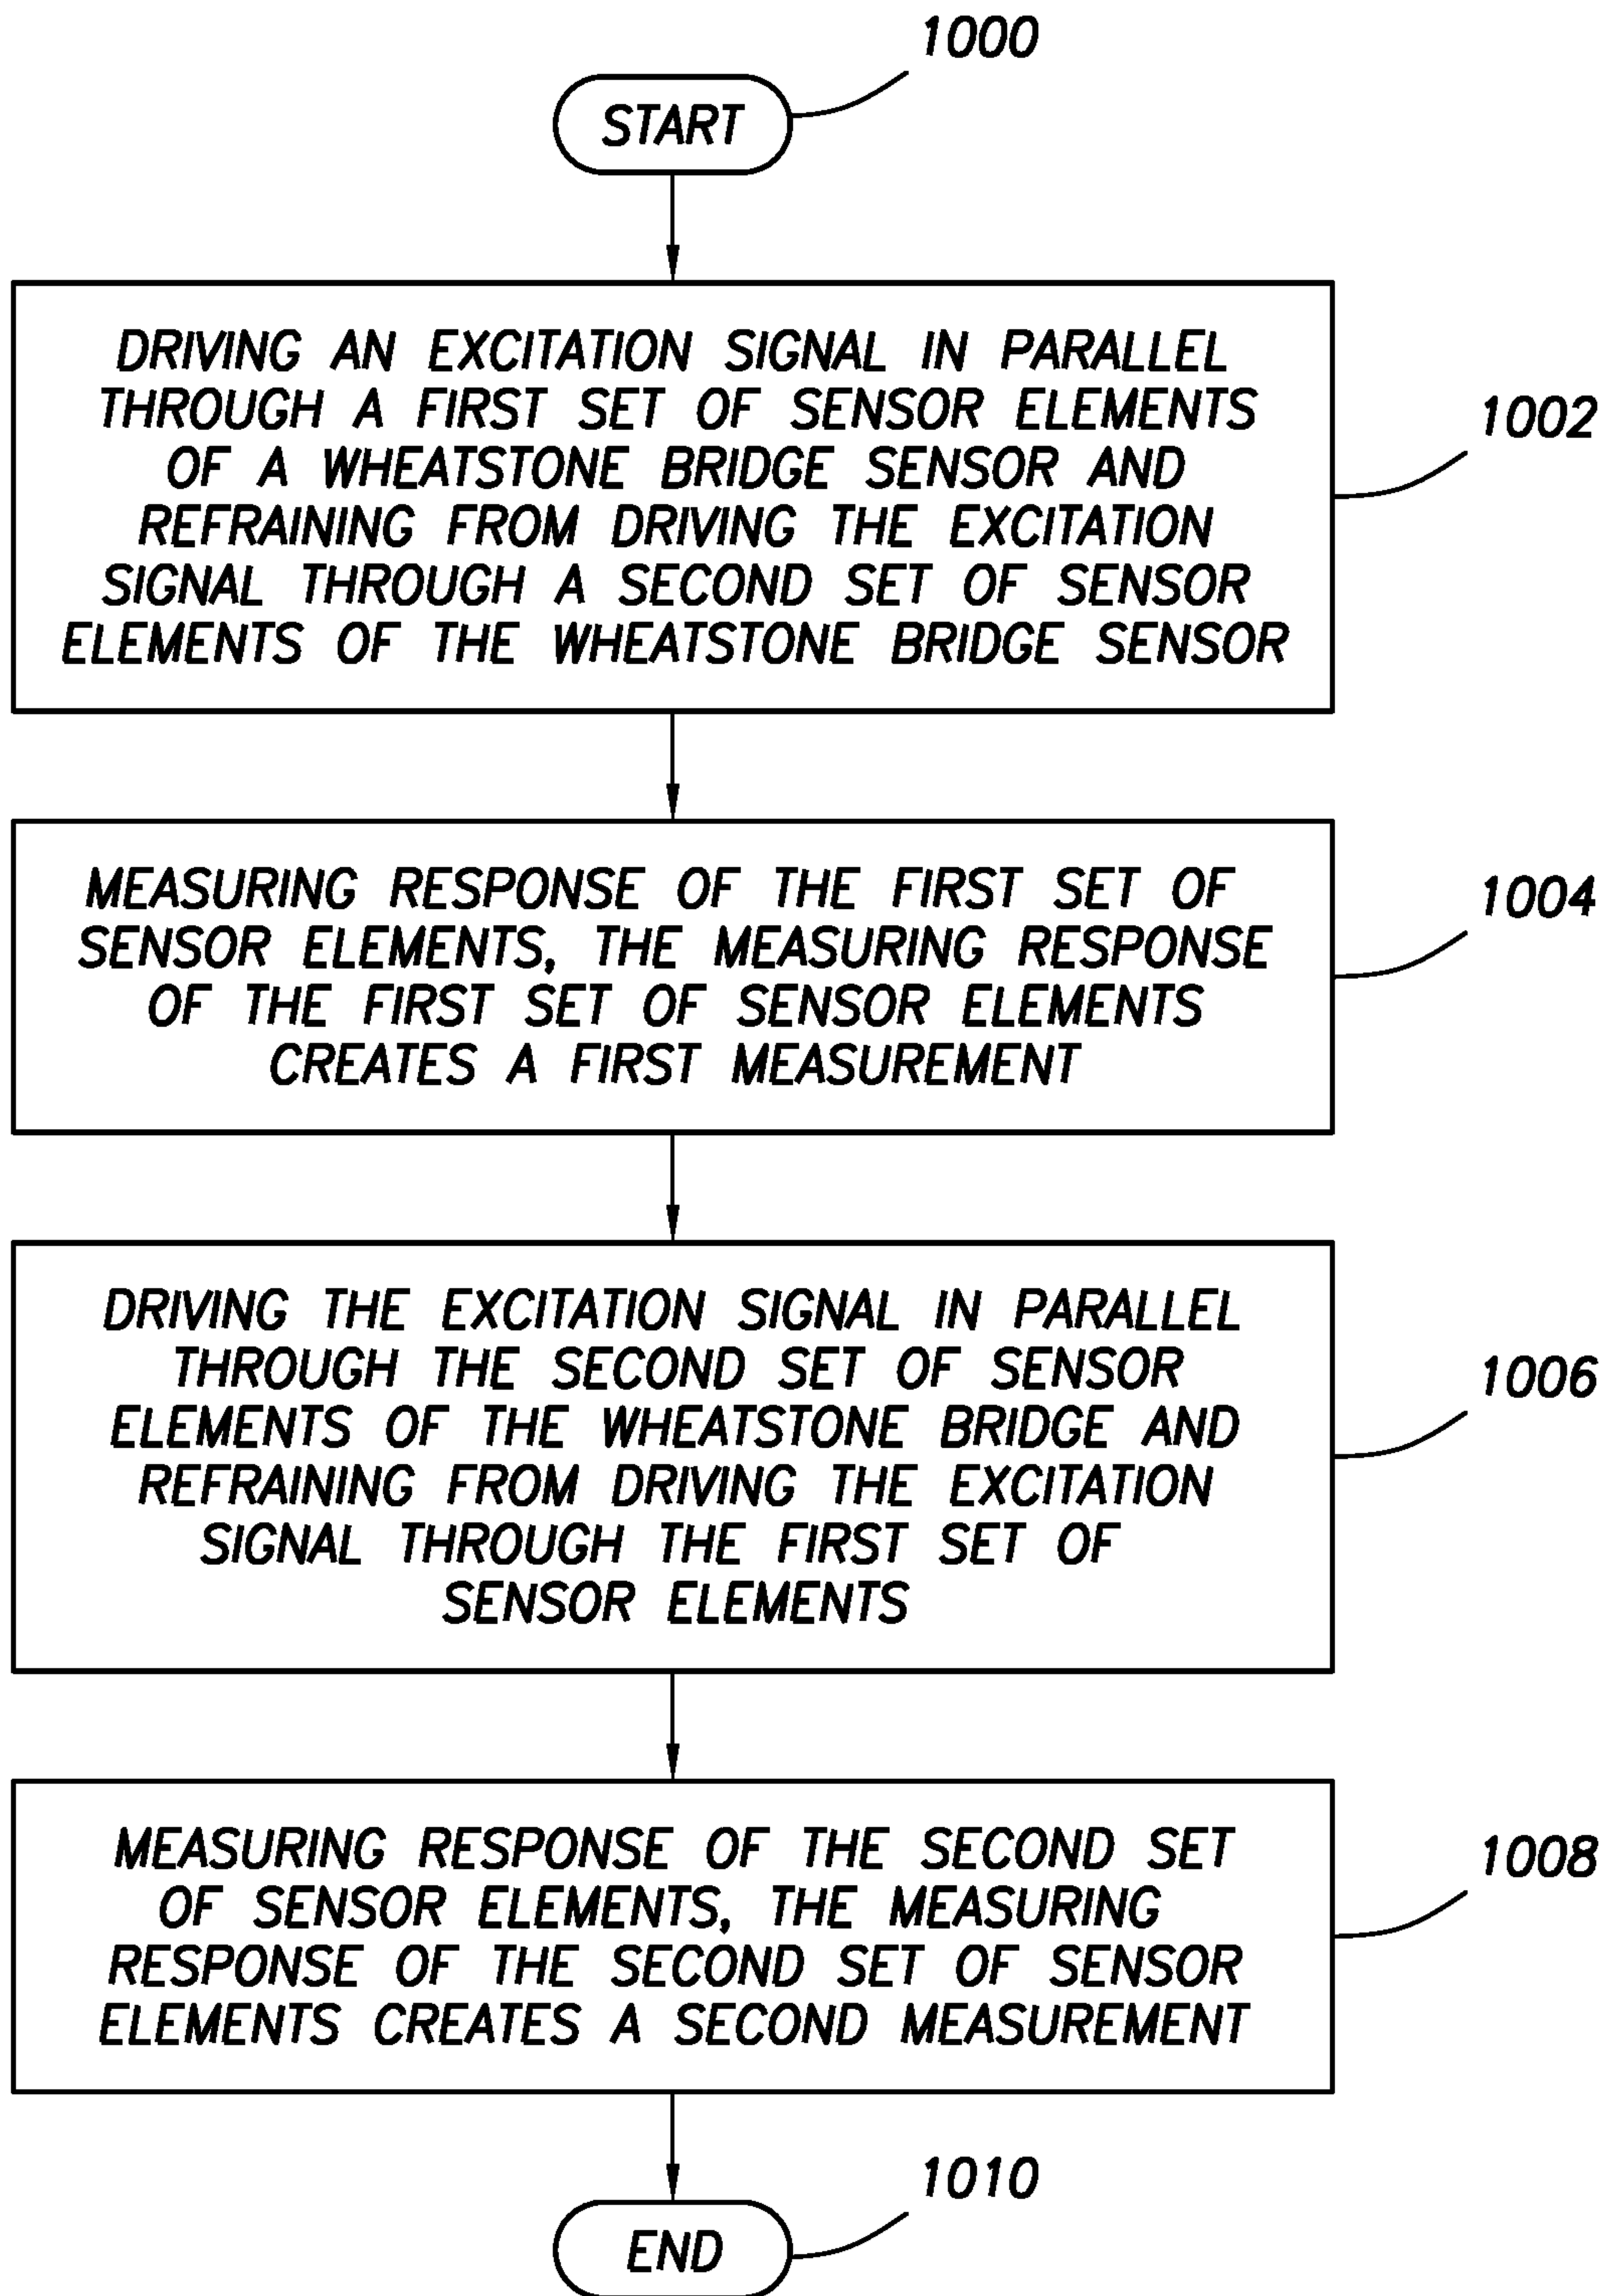 1000
START
DRIVING AN EXCITATION SIGNAL IN PARALLEL
THROUGH A FIRST SET OF SENSOR ELEMENTS
OF A WHEATSTONE BRIDGE SENSOR AND
REFRAINING FROM DRIVING THE EXCITATION
SIGNAL THROUGH A SECOND SET OF SENSOR
ELEMENTS OF THE WHEATSTONE BRIDGE SENSOR
1002
MEASURING RESPONSE OF THE FIRST SET OF
SENSOR ELEMENTS, THE MEASURING RESPONSE
OF THE FIRST SET OF SENSOR ELEMENTS
CREATES A FIRST MEASUREMENT
1004
DRIVING THE EXCITATION SIGNAL IN PARALLEL
THROUGH THE SECOND SET OF SENSOR
ELEMENTS OF THE WHEATSTONE BRIDGE AND
REFRAINING FROM DRIVING THE EXCITATION
SIGNAL THROUGH THE FIRST SET OF
SENSOR ELEMENTS
1006
MEASURING RESPONSE OF THE SECOND SET
OF SENSOR ELEMENTS, THE MEASURING
RESPONSE OF THE SECOND SET OF SENSOR
ELEMENTS CREATES A SECOND MEASUREMENT
1008
1010
END